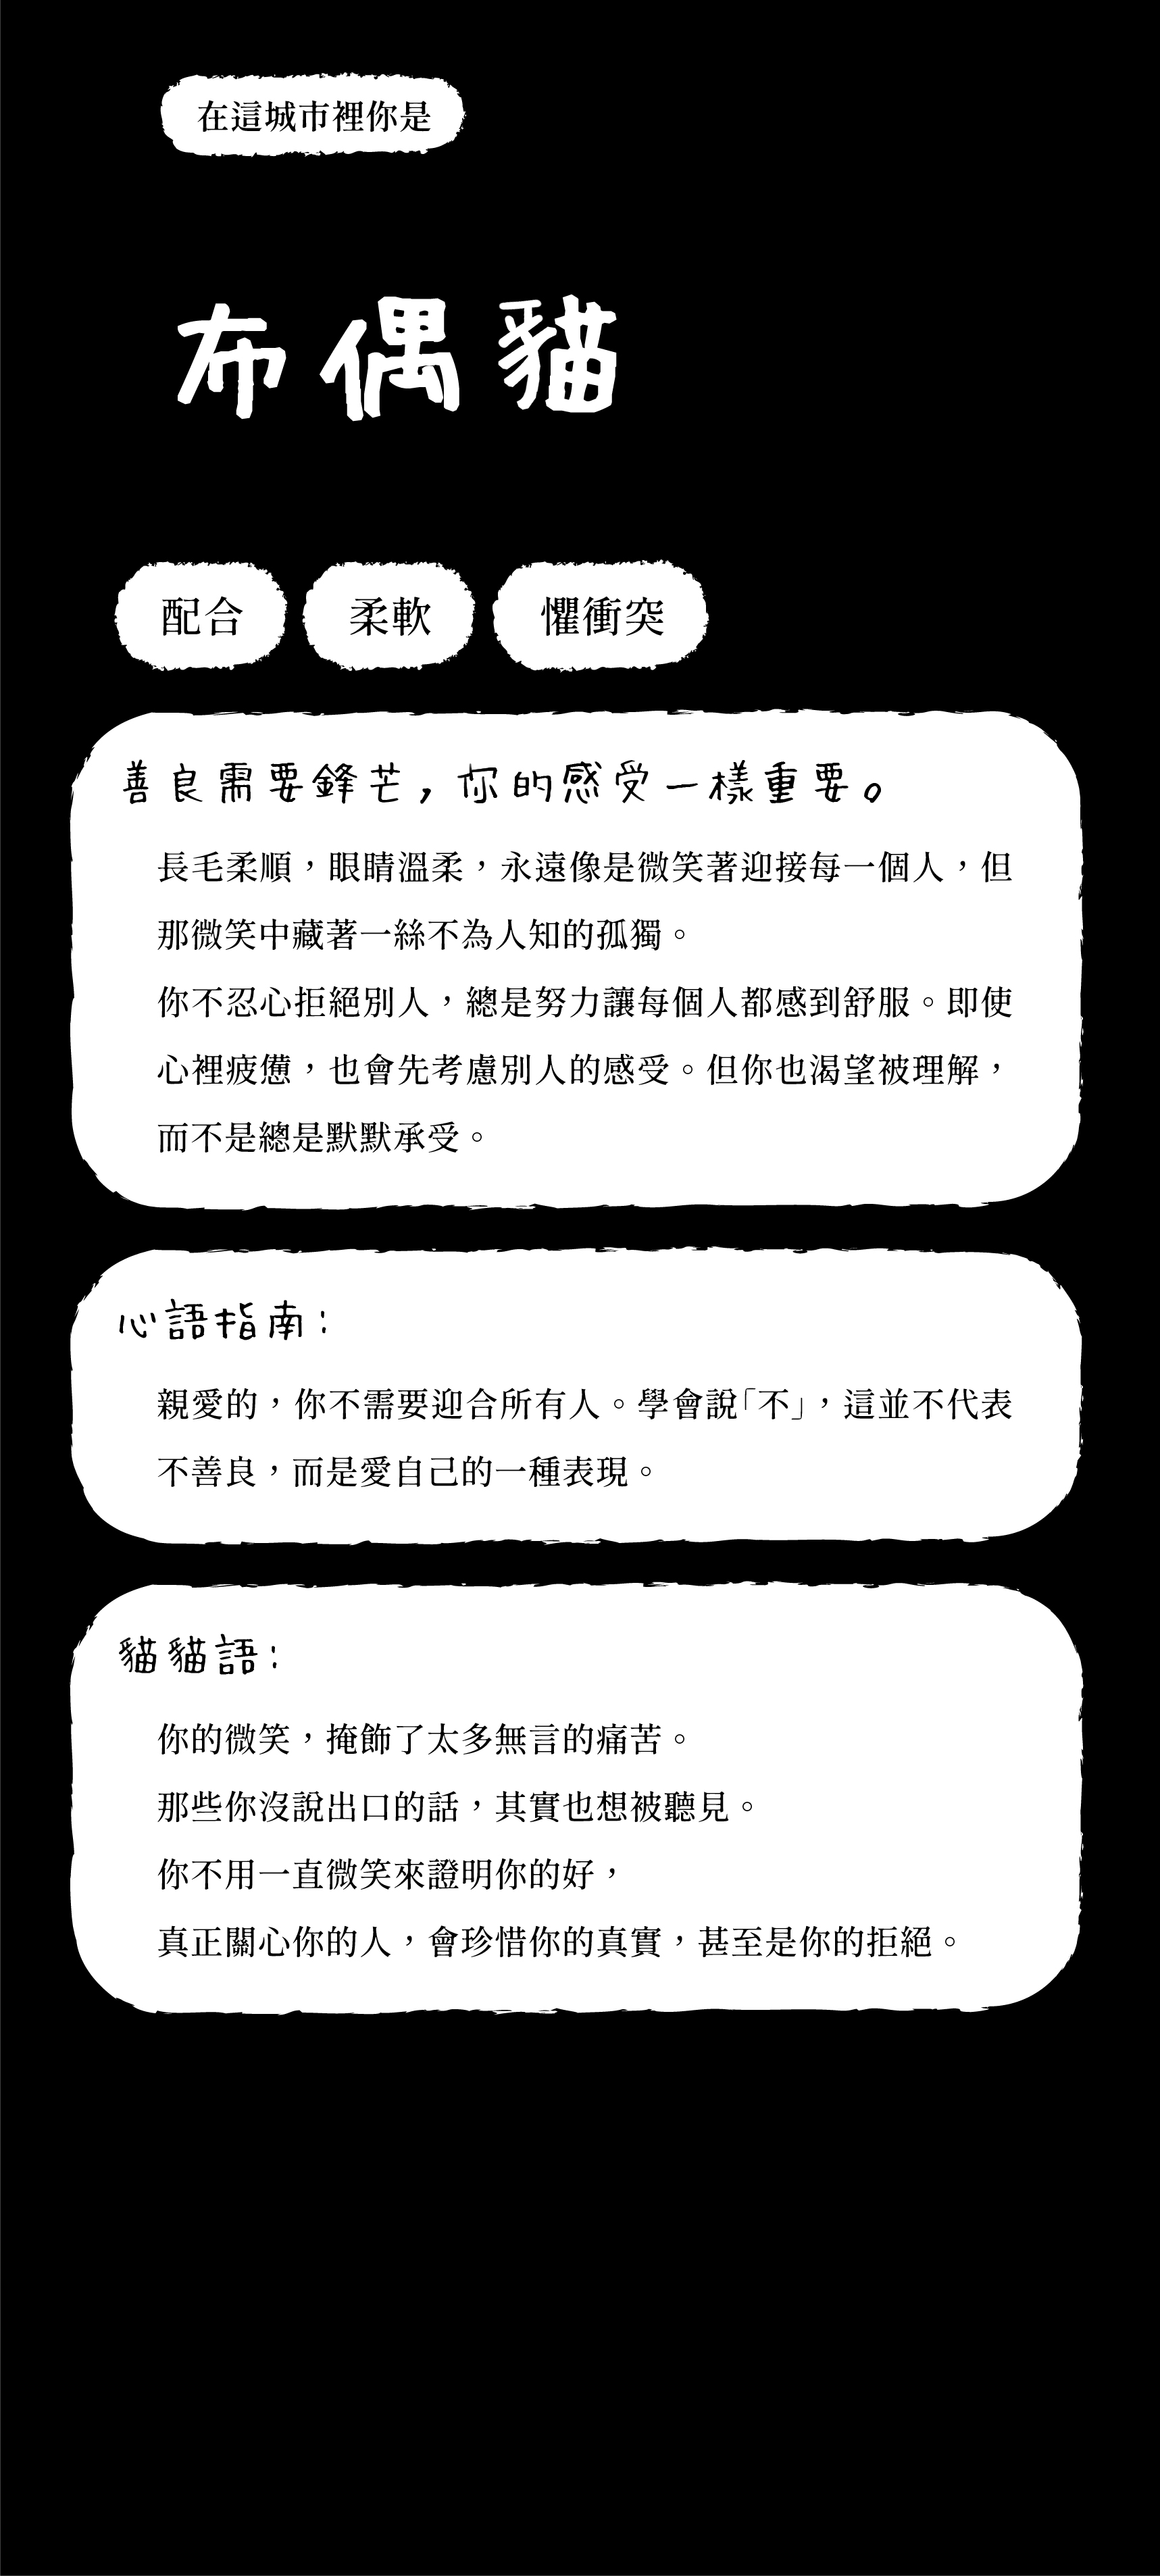 在這城市裡你是
布偶貓
配合 柔軟 懼衝突
善良需要鋒芒，你的感受一樣重要。
長毛柔順，眼睛溫柔，永遠像是微笑著迎接每一個人，但
那微笑中藏著一絲不為人知的孤獨。
你不忍心拒絕別人，總是努力讓每個人都感到舒服。即使
心裡疲憊，也會先考慮別人的感受。但你也渴望被理解，
而不是總是默默承受。
心語指南：
親愛的，你不需要迎合所有人。學會說「不」，這並不代表
不善良，而是愛自己的一種表現。
貓貓語：
你的微笑，掩飾了太多無言的痛苦。
那些你沒說出口的話，其實也想被聽見。
你不用一直微笑來證明你的好，
真正關心你的人，會珍惜你的真實，甚至是你的拒絕。